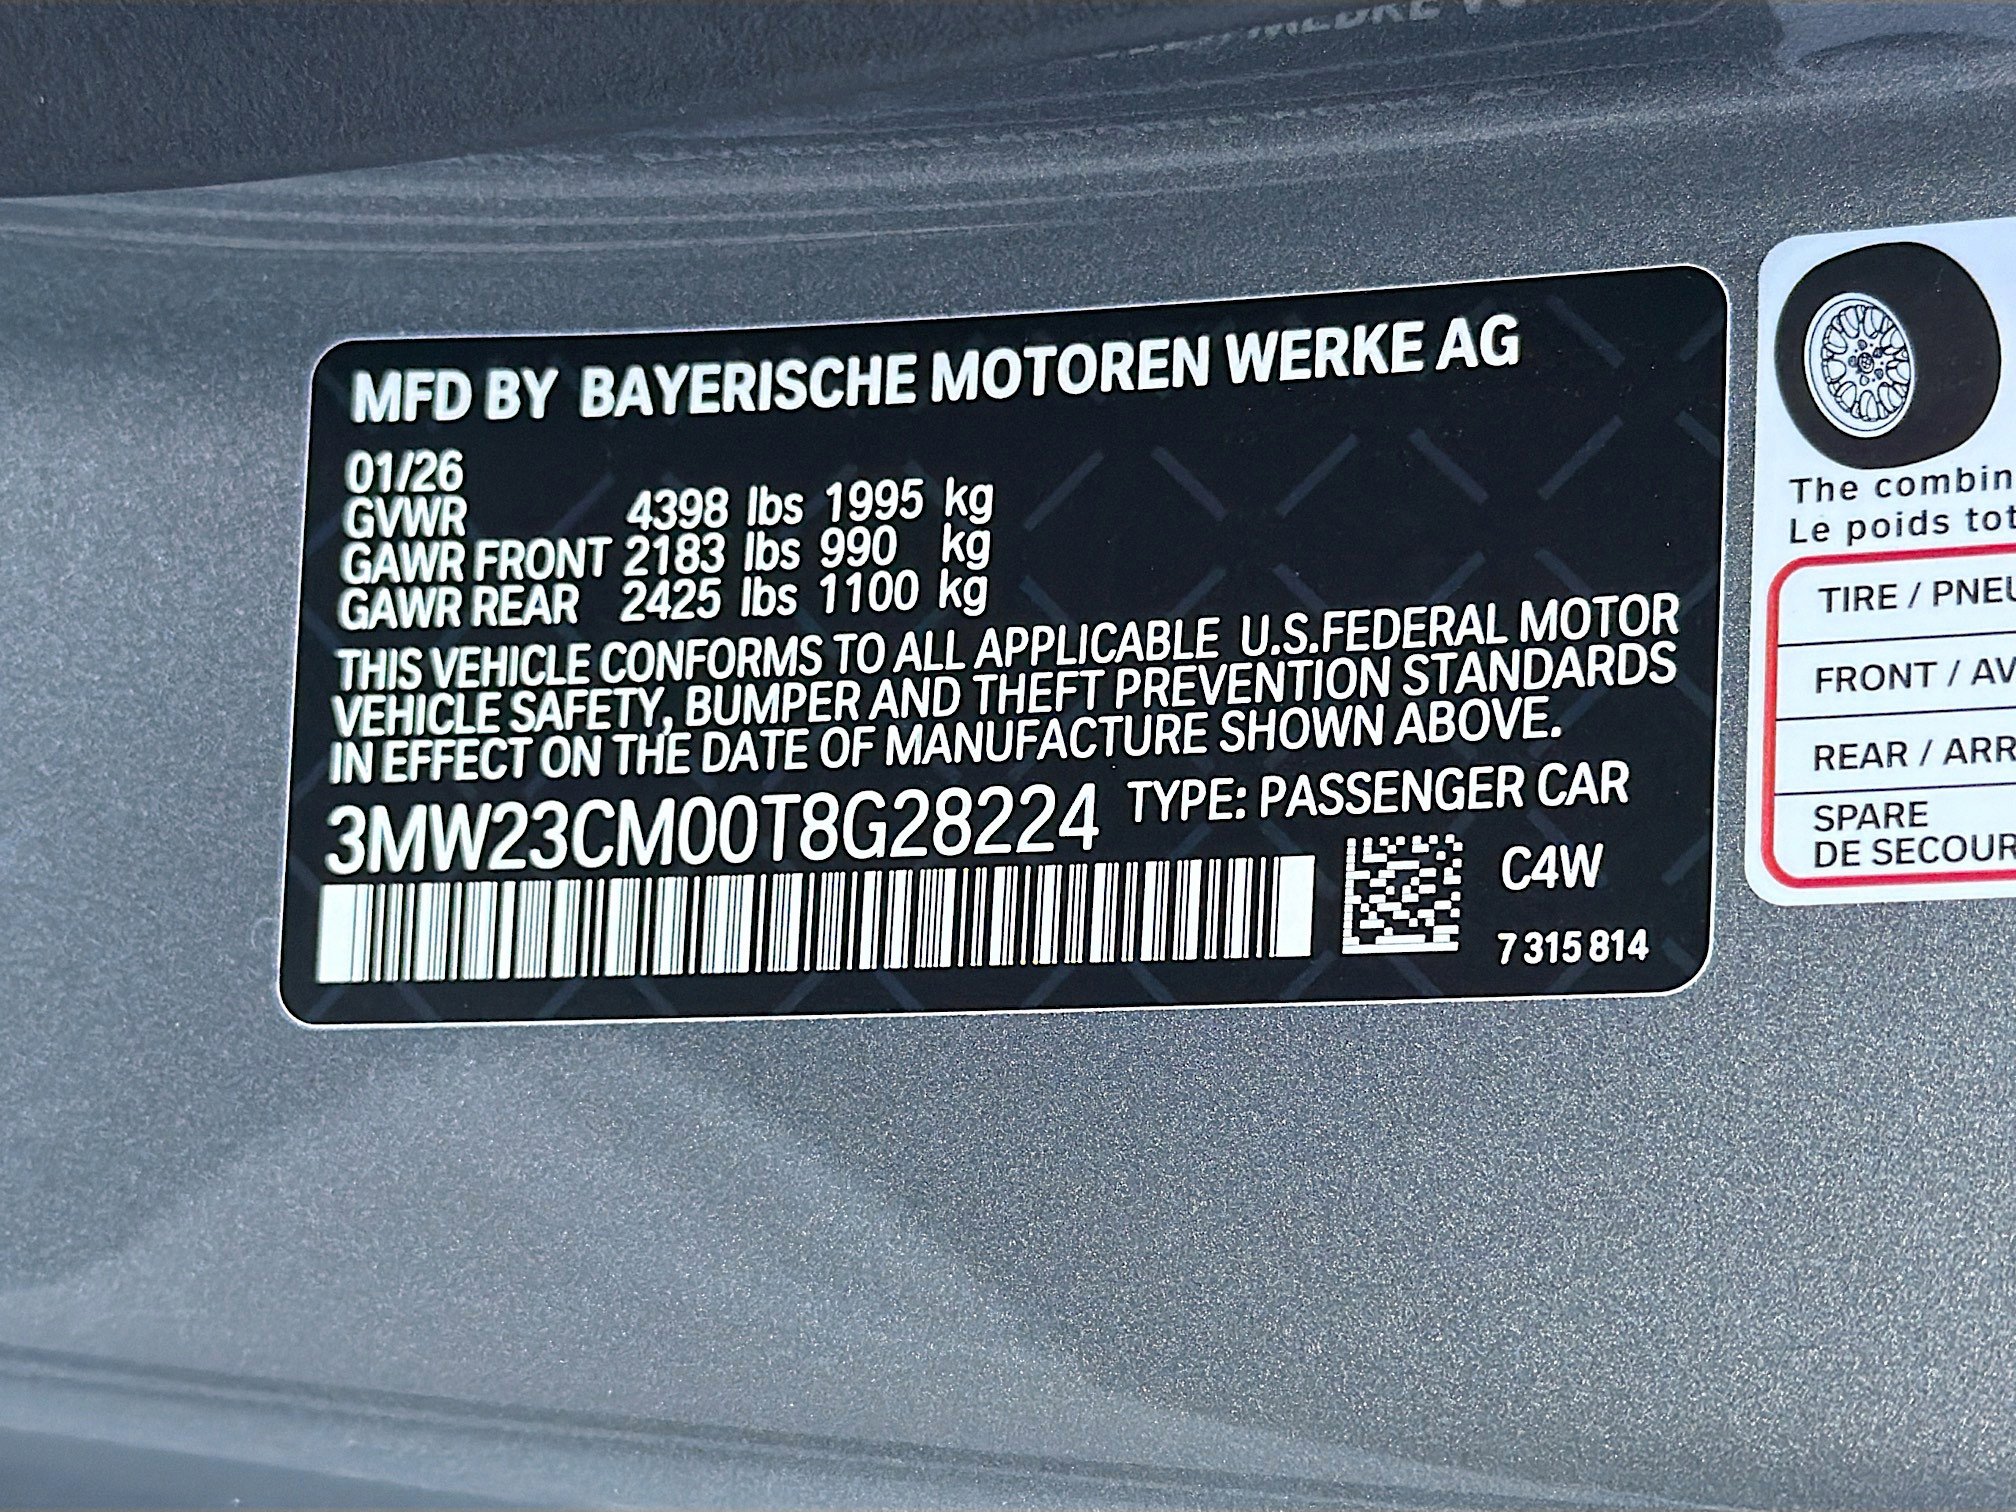 MFD BY BAYERISCHE MOTOREN WERKE AG
01/26
GVWR 4398 lbs 1995 kg
GAWR FRONT 2183 lbs 990 kg
GAWR REAR 2425 lbs 1100 kg
THIS VEHICLE CONFORMS TO ALL APPLICABLE U.S.FEDERAL MOTOR
VEHICLE SAFETY, BUMPER AND THEFT PREVENTION STANDARDS
IN EFFECT ON THE DATE OF MANUFACTURE SHOWN ABOVE.
3MW23CM00T8G28224 TYPE: PASSENGER CAR
C4W
7 315 814
The combin
Le poids tot
TIRE / PNEU
FRONT / AV
REAR / ARR
SPARE
DE SECOUR